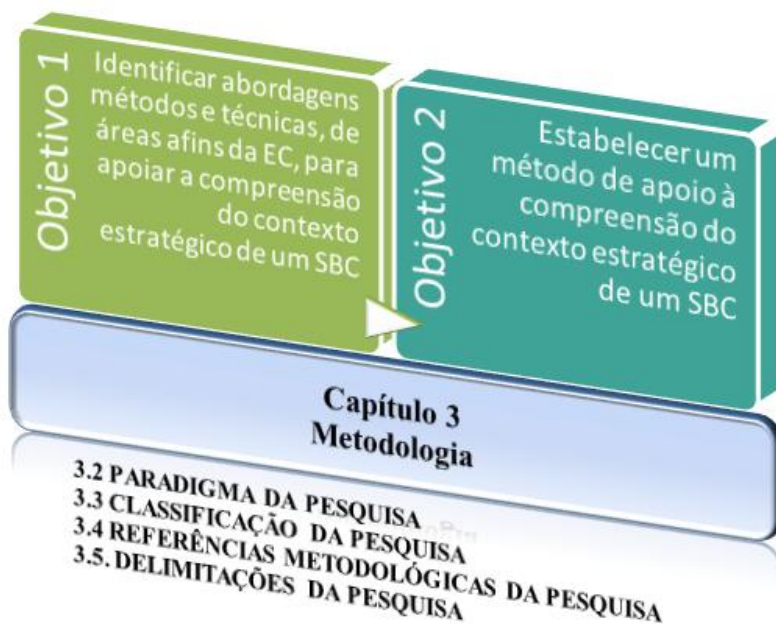 Objetivo 1
Identificar abordagens
métodos e técnicas, de
áreas afins da EC, para
apoiar a compreensão
do contexto
estratégico de um SBC
Objetivo 2
Estabelecer um
método de apoio à
compreensão do
contexto estratégico
de um SBC
Capítulo 3
Metodologia
3.2 PARADIGMA DA PESQUISA
3.3 CLASSIFICAÇÃO DA PESQUISA
3.4 REFERÊNCIAS METODOLÓGICAS DA PESQUISA
3.5. DELIMITAÇÕES DA PESQUISA